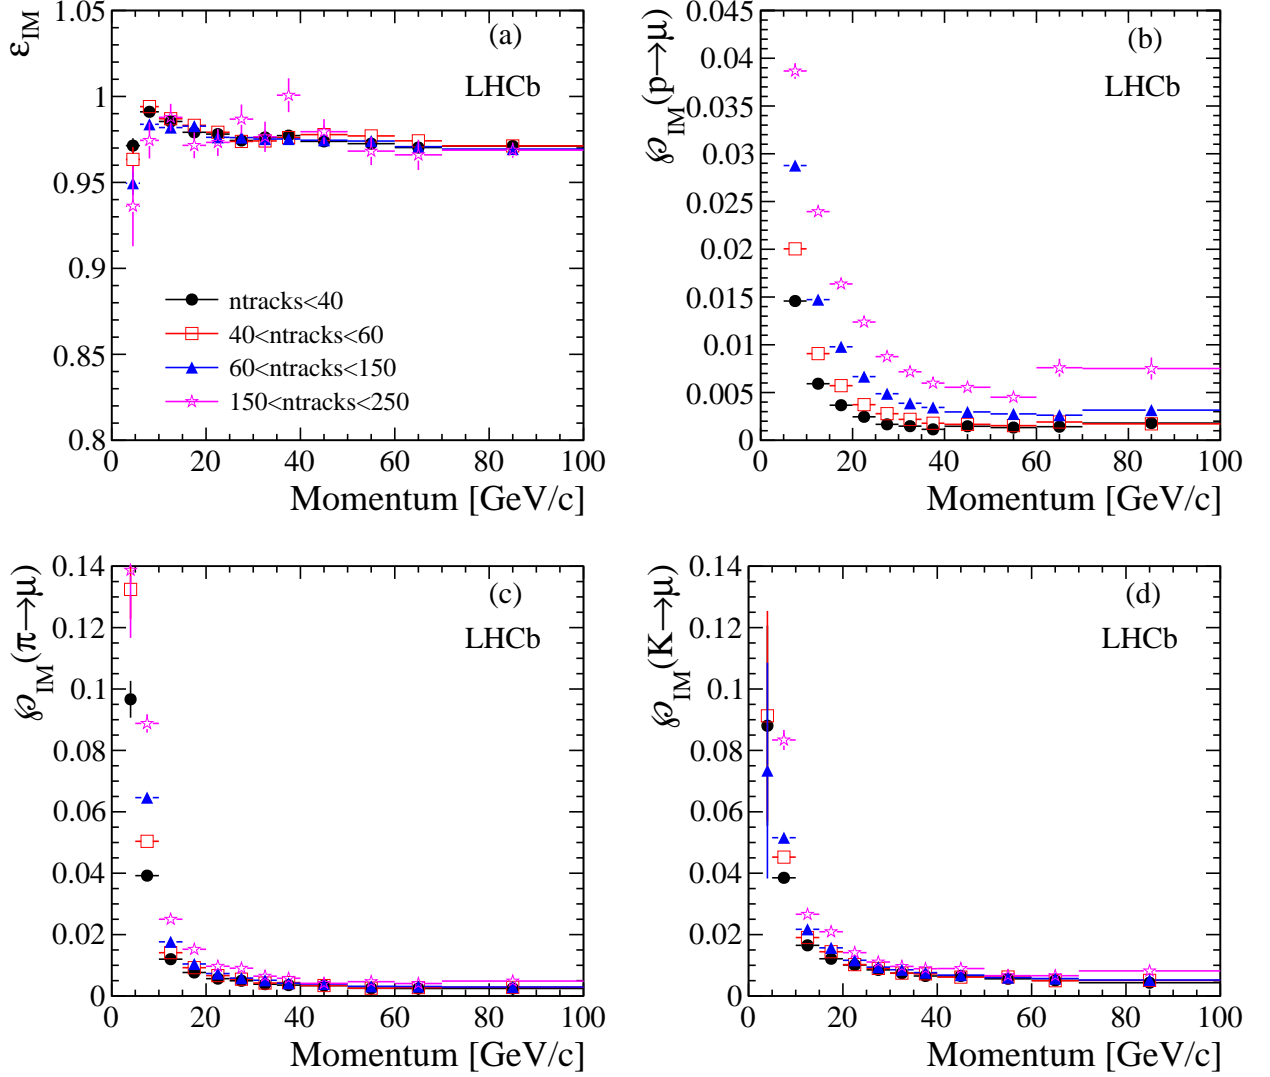 ε_IM
1.05
1
0.95
0.9
0.85
0.8
(a)
LHCb
ntracks<40
40<ntracks<60
60<ntracks<150
150<ntracks<250
0 20 40 60 80 100
Momentum [GeV/c]
℘_IM(p→μ)
0.045
0.04
0.035
0.03
0.025
0.02
0.015
0.01
0.005
0
(b)
LHCb
0 20 40 60 80 100
Momentum [GeV/c]
℘_IM(π→μ)
0.14
0.12
0.1
0.08
0.06
0.04
0.02
0
(c)
LHCb
0 20 40 60 80 100
Momentum [GeV/c]
℘_IM(K→μ)
0.14
0.12
0.1
0.08
0.06
0.04
0.02
0
(d)
LHCb
0 20 40 60 80 100
Momentum [GeV/c]